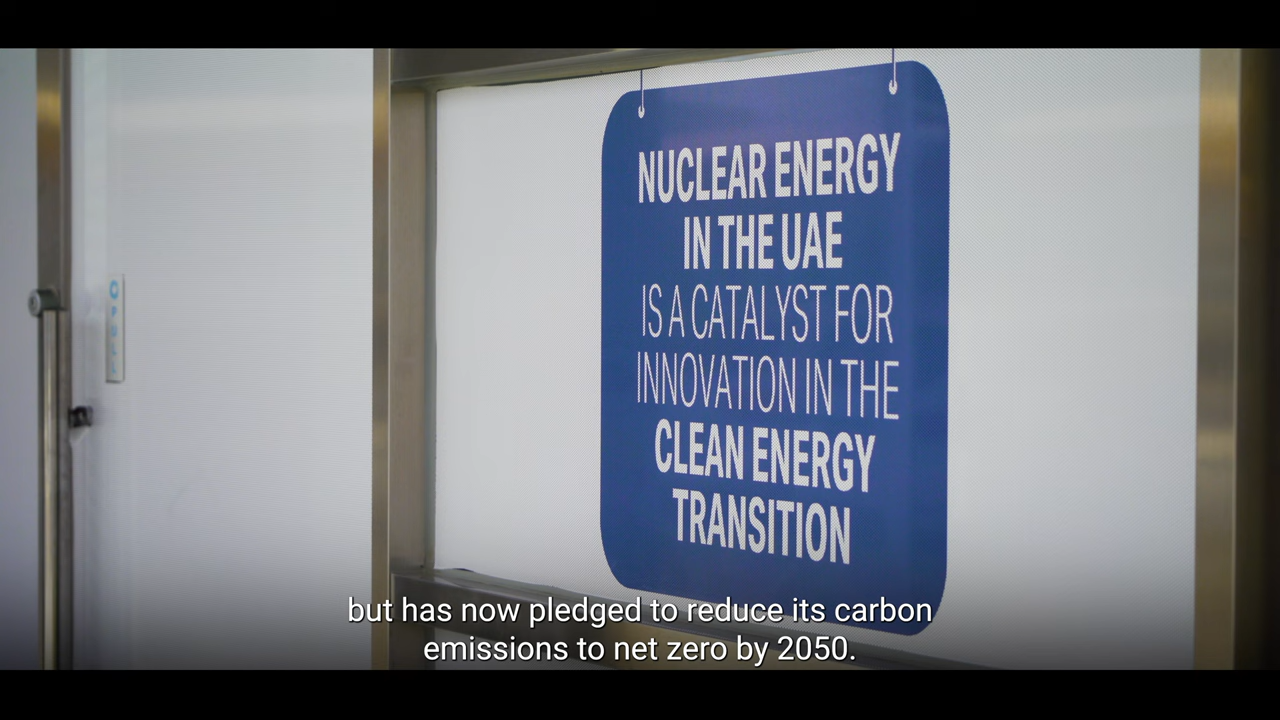 NUCLEAR ENERGY
IN THE UAE
IS A CATALYST FOR
INNOVATION IN THE
CLEAN ENERGY
TRANSITION
PULL
but has now pledged to reduce its carbon
emissions to net zero by 2050.